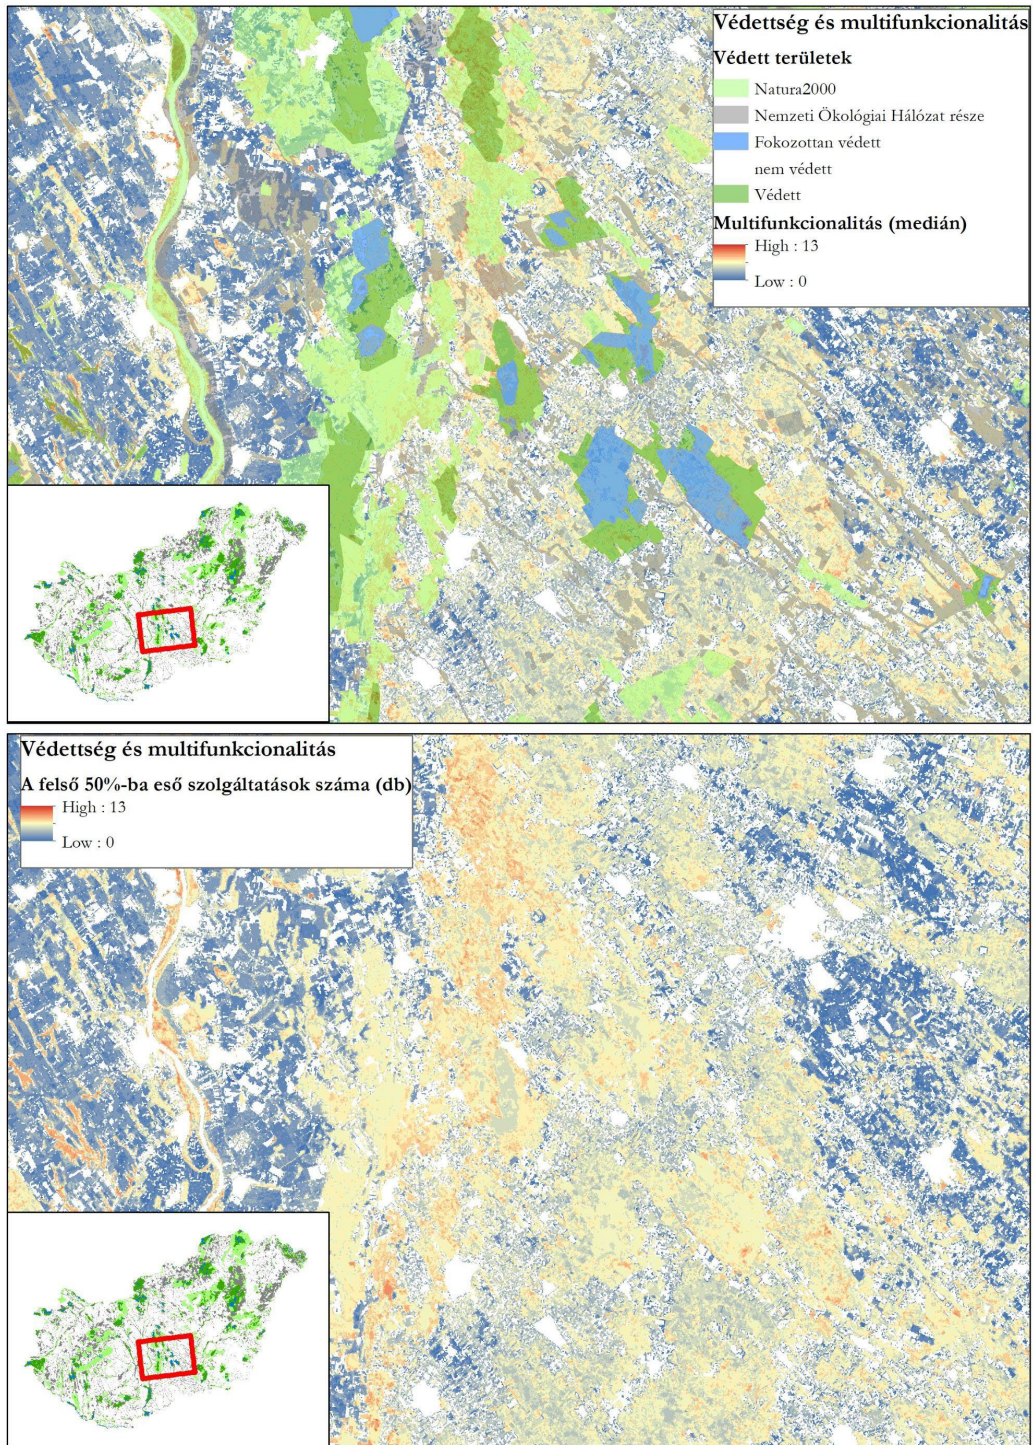 Védettség és multifunkcionalitás
Védett területek
Natura2000
Nemzeti Ökológiai Hálózat része
Fokozottan védett
nem védett
Védett
Multifunkcionalitás (medián)
High : 13
Low : 0
Védettség és multifunkcionalitás
A felső 50%-ba eső szolgáltatások száma (db)
High : 13
Low : 0